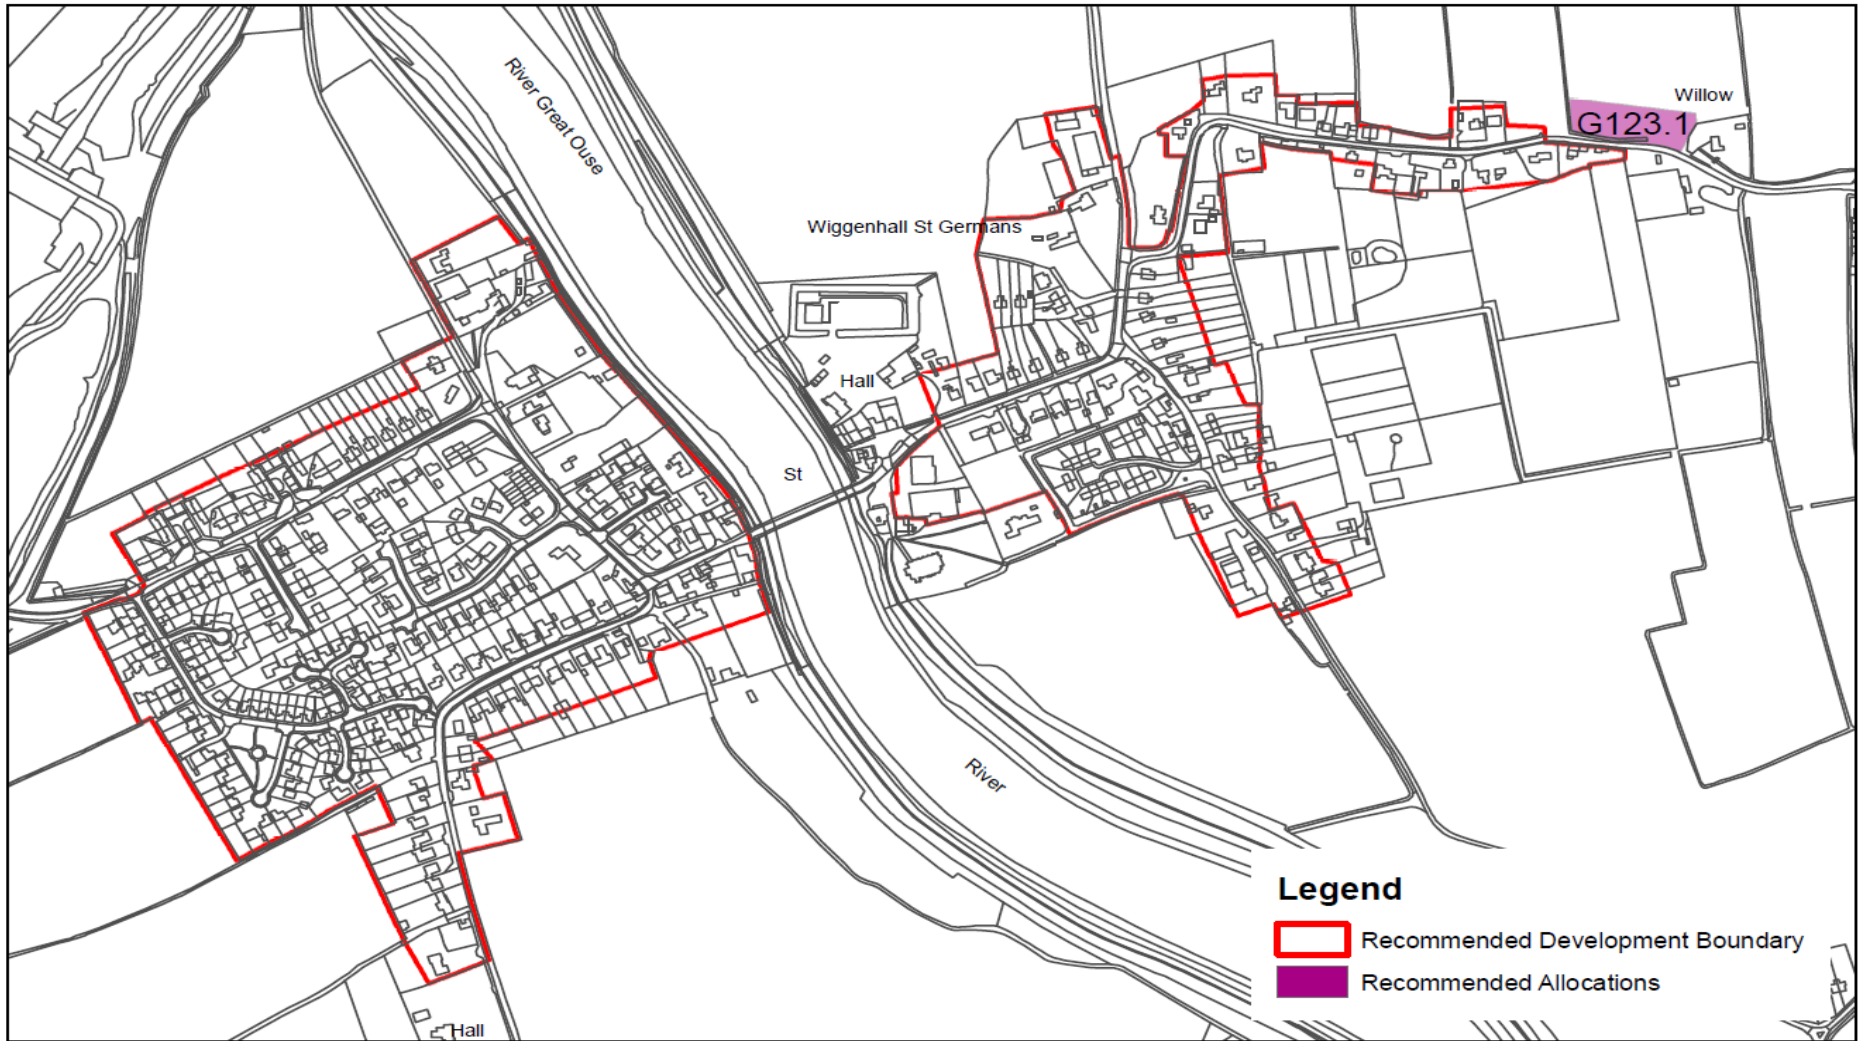 River Great Ouse
Willow
G123.1
Wiggenhall St Germans
Hall
St
River
Hall
Legend
Recommended Development Boundary
Recommended Allocations